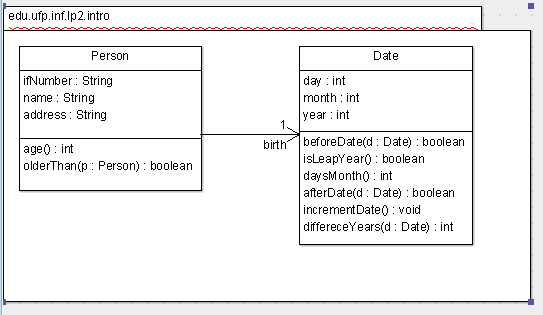 edu.ufp.inf.lp2.intro
Person
ifNumber : String
name : String
address : String
age() : int
olderThan(p : Person) : boolean
1
birth
Date
day : int
month : int
year : int
beforeDate(d : Date) : boolean
isLeapYear() : boolean
daysMonth() : int
afterDate(d : Date) : boolean
incrementDate() : void
differeceYears(d : Date) : int